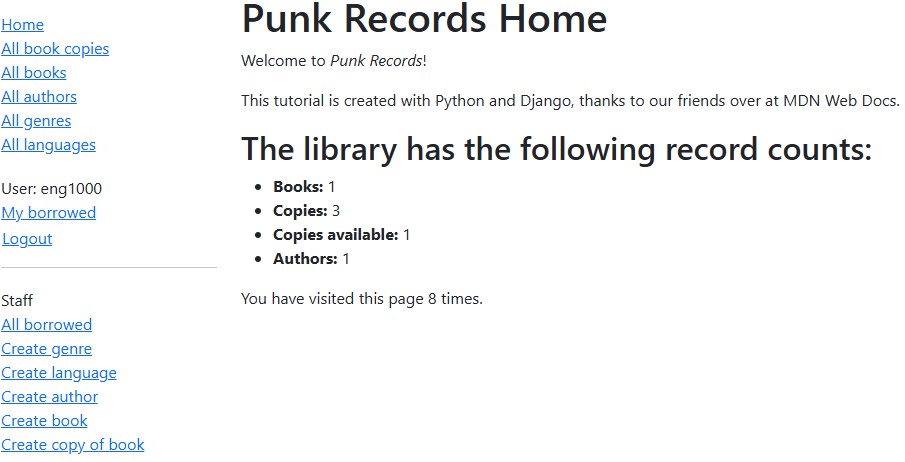 Home
All book copies
All books
All authors
All genres
All languages
User: eng1000
My borrowed
Logout
Staff
All borrowed
Create genre
Create language
Create author
Create book
Create copy of book
Punk Records Home
Welcome to Punk Records!
This tutorial is created with Python and Django, thanks to our friends over at MDN Web Docs.
The library has the following record counts:
Books: 1
Copies: 3
Copies available: 1
Authors: 1
You have visited this page 8 times.